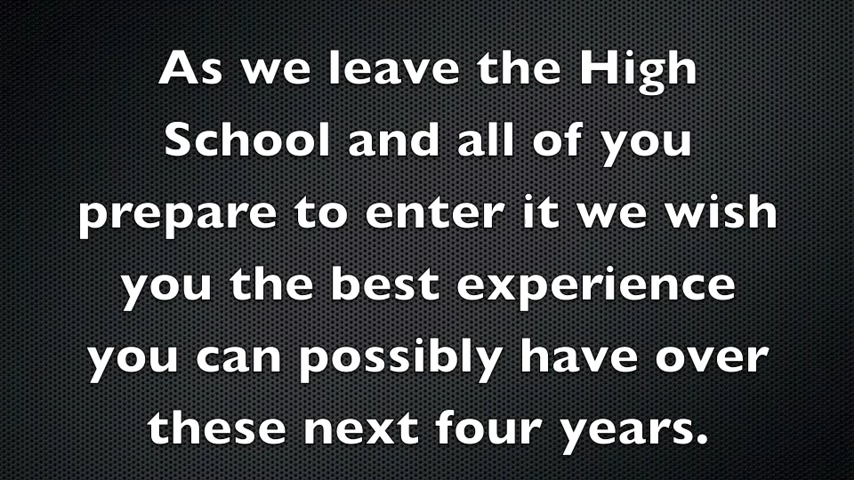 As we leave the High
School and all of you
prepare to enter it we wish
you the best experience
you can possibly have over
these next four years.